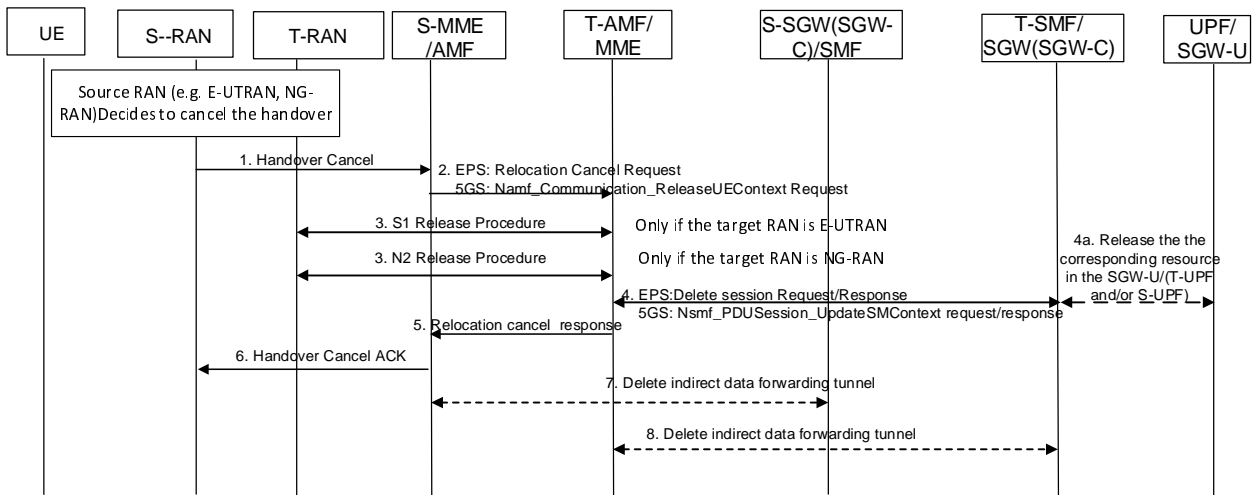 UE
S--RAN
T-RAN
S-MME
/AMF
T-AMF/
MME
S-SGW(SGW-
C)/SMF
T-SMF/
SGW(SGW-C)
UPF/
SGW-U
Source RAN (e.g. E-UTRAN, NG-
RAN)Decides to cancel the handover
1. Handover Cancel
2. EPS: Relocation Cancel Request
5GS: Namf_Communication_ReleaseUEContext Request
3. S1 Release Procedure
Only if the target RAN is E-UTRAN
3. N2 Release Procedure
Only if the target RAN is NG-RAN
4a. Release the the
corresponding resource
in the SGW-U/(T-UPF
and/or S-UPF)
4. EPS:Delete session Request/Response
5GS: Nsmf_PDUSession_UpdateSMContext request/response
5. Relocation cancel response
6. Handover Cancel ACK
7. Delete indirect data forwarding tunnel
8. Delete indirect data forwarding tunnel